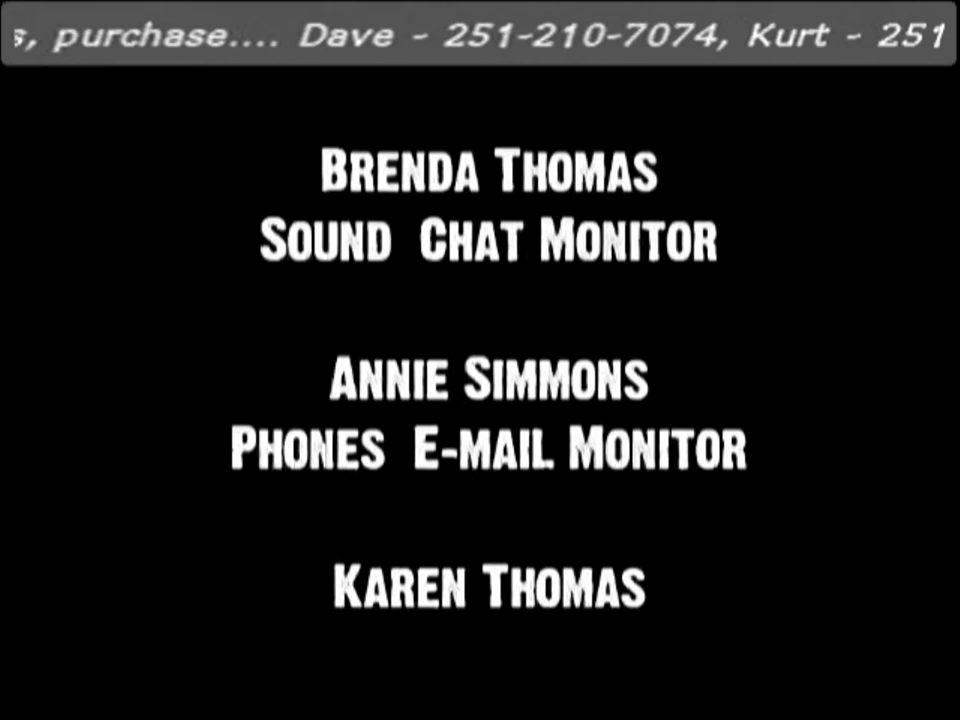 s, purchase.... Dave - 251-210-7074, Kurt - 251
BRENDA THOMAS
SOUND CHAT MONITOR
ANNIE SIMMONS
PHONES E-MAIL MONITOR
KAREN THOMAS